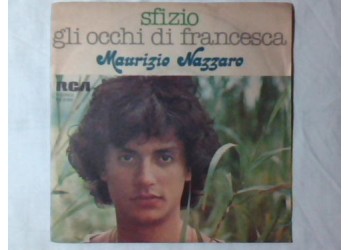 sfizio
gli occhi di francesca
Maurizio Nazzaro
RCA